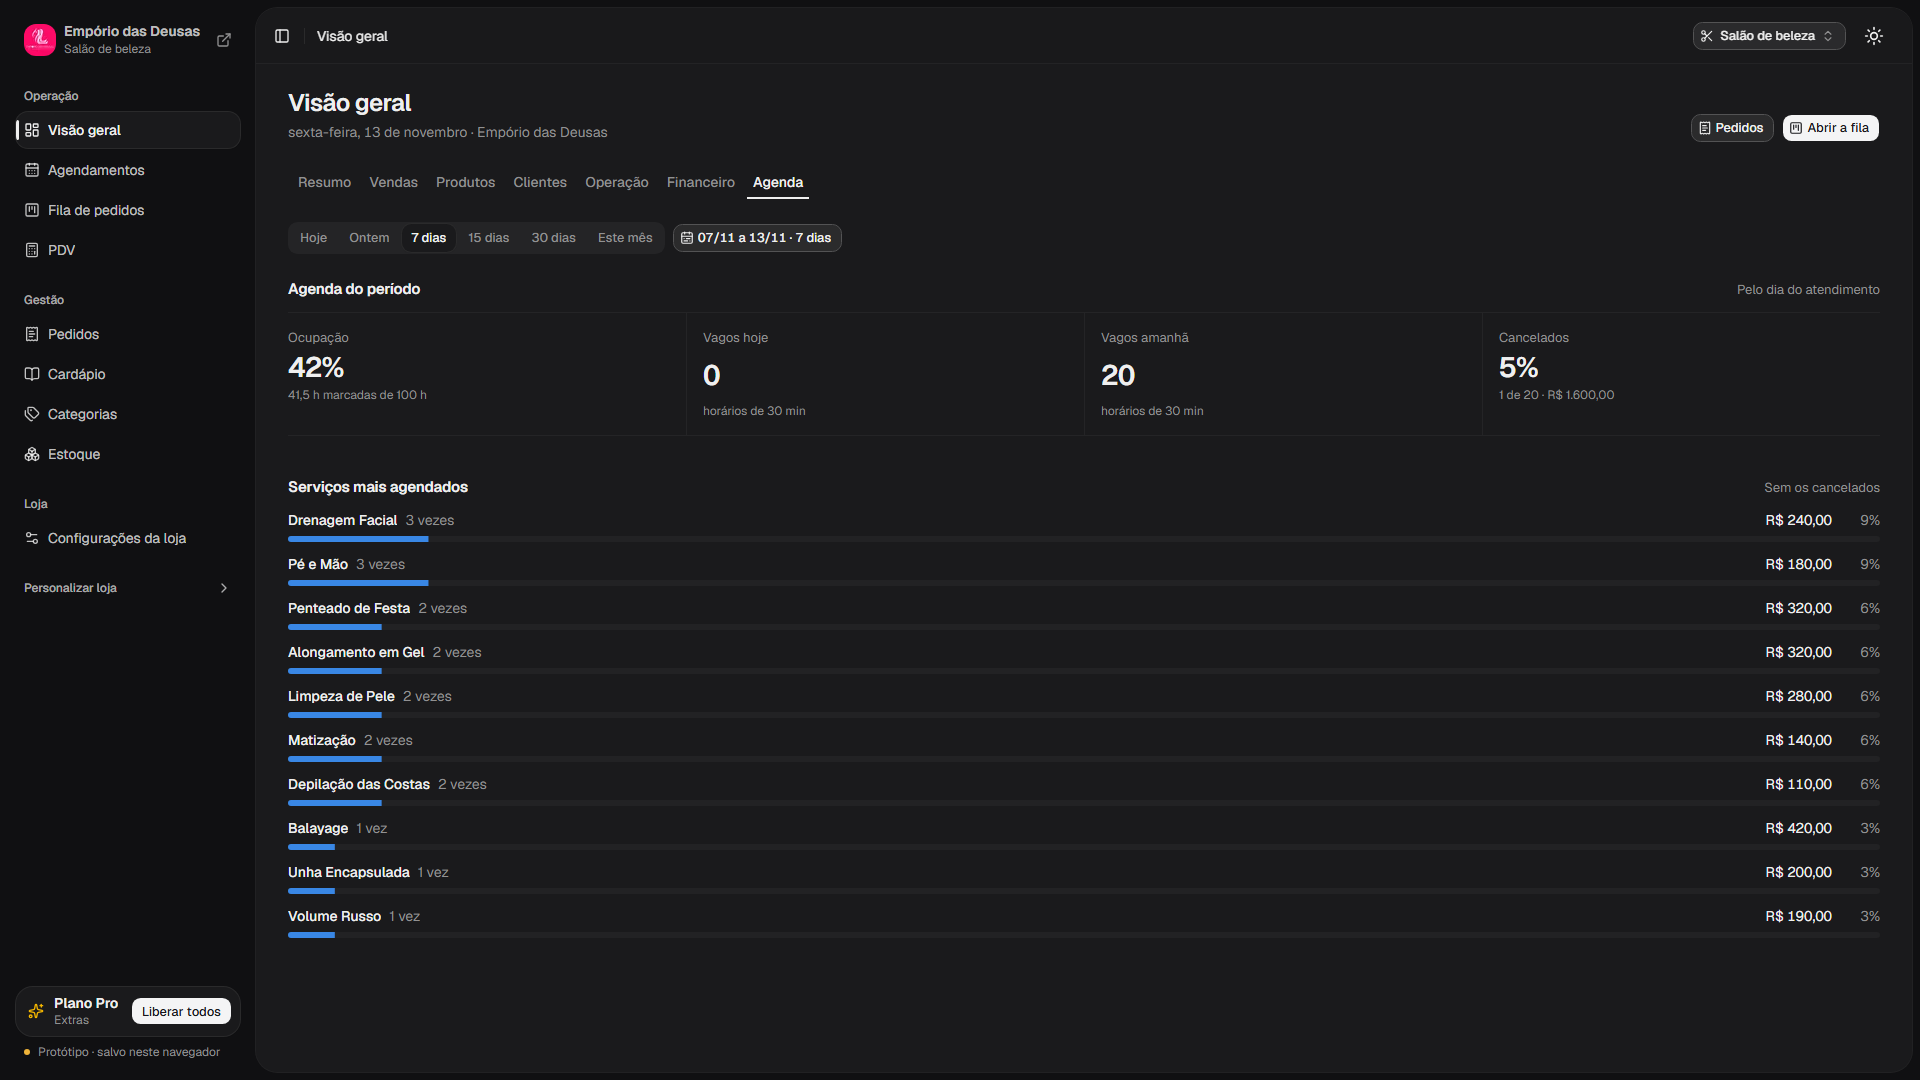 Empório das Deusas
Salão de beleza
Operação
Visão geral
Agendamentos
Fila de pedidos
PDV
Gestão
Pedidos
Cardápio
Categorias
Estoque
Loja
Configurações da loja
Personalizar loja
Plano Pro
Extras
Liberar todos
Protótipo · salvo neste navegador
Visão geral
Salão de beleza
Visão geral
sexta-feira, 13 de novembro · Empório das Deusas
Pedidos
Abrir a fila
Resumo Vendas Produtos Clientes Operação Financeiro Agenda
Hoje Ontem 7 dias 15 dias 30 dias Este mês 07/11 a 13/11 · 7 dias
Agenda do período
Pelo dia do atendimento
Ocupação
42%
41,5 h marcadas de 100 h
Vagos hoje
0
horários de 30 min
Vagos amanhã
20
horários de 30 min
Cancelados
5%
1 de 20 · R$ 1.600,00
Serviços mais agendados
Sem os cancelados
Drenagem Facial 3 vezes R$ 240,00 9%
Pé e Mão 3 vezes R$ 180,00 9%
Penteado de Festa 2 vezes R$ 320,00 6%
Alongamento em Gel 2 vezes R$ 320,00 6%
Limpeza de Pele 2 vezes R$ 280,00 6%
Matização 2 vezes R$ 140,00 6%
Depilação das Costas 2 vezes R$ 110,00 6%
Balayage 1 vez R$ 420,00 3%
Unha Encapsulada 1 vez R$ 200,00 3%
Volume Russo 1 vez R$ 190,00 3%